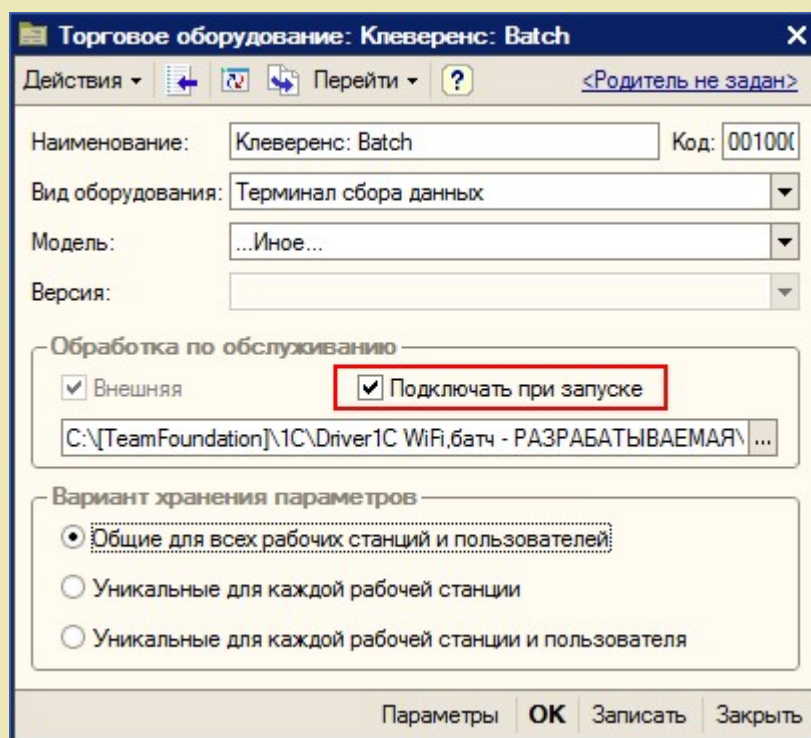 Торговое оборудование: Клеверенс: Batch
Действия Перейти ? <Родитель не задан>
Наименование: Клеверенс: Batch Код: 00100
Вид оборудования: Терминал сбора данных
Модель: ...Иное...
Версия:
Обработка по обслуживанию
Внешняя Подключать при запуске
C:\[TeamFoundation]\1C\Driver1C WiFi,батч - РАЗРАБАТЫВАЕМАЯ\ ...
Вариант хранения параметров
Общие для всех рабочих станций и пользователей
Уникальные для каждой рабочей станции
Уникальные для каждой рабочей станции и пользователя
Параметры OK Записать Закрыть